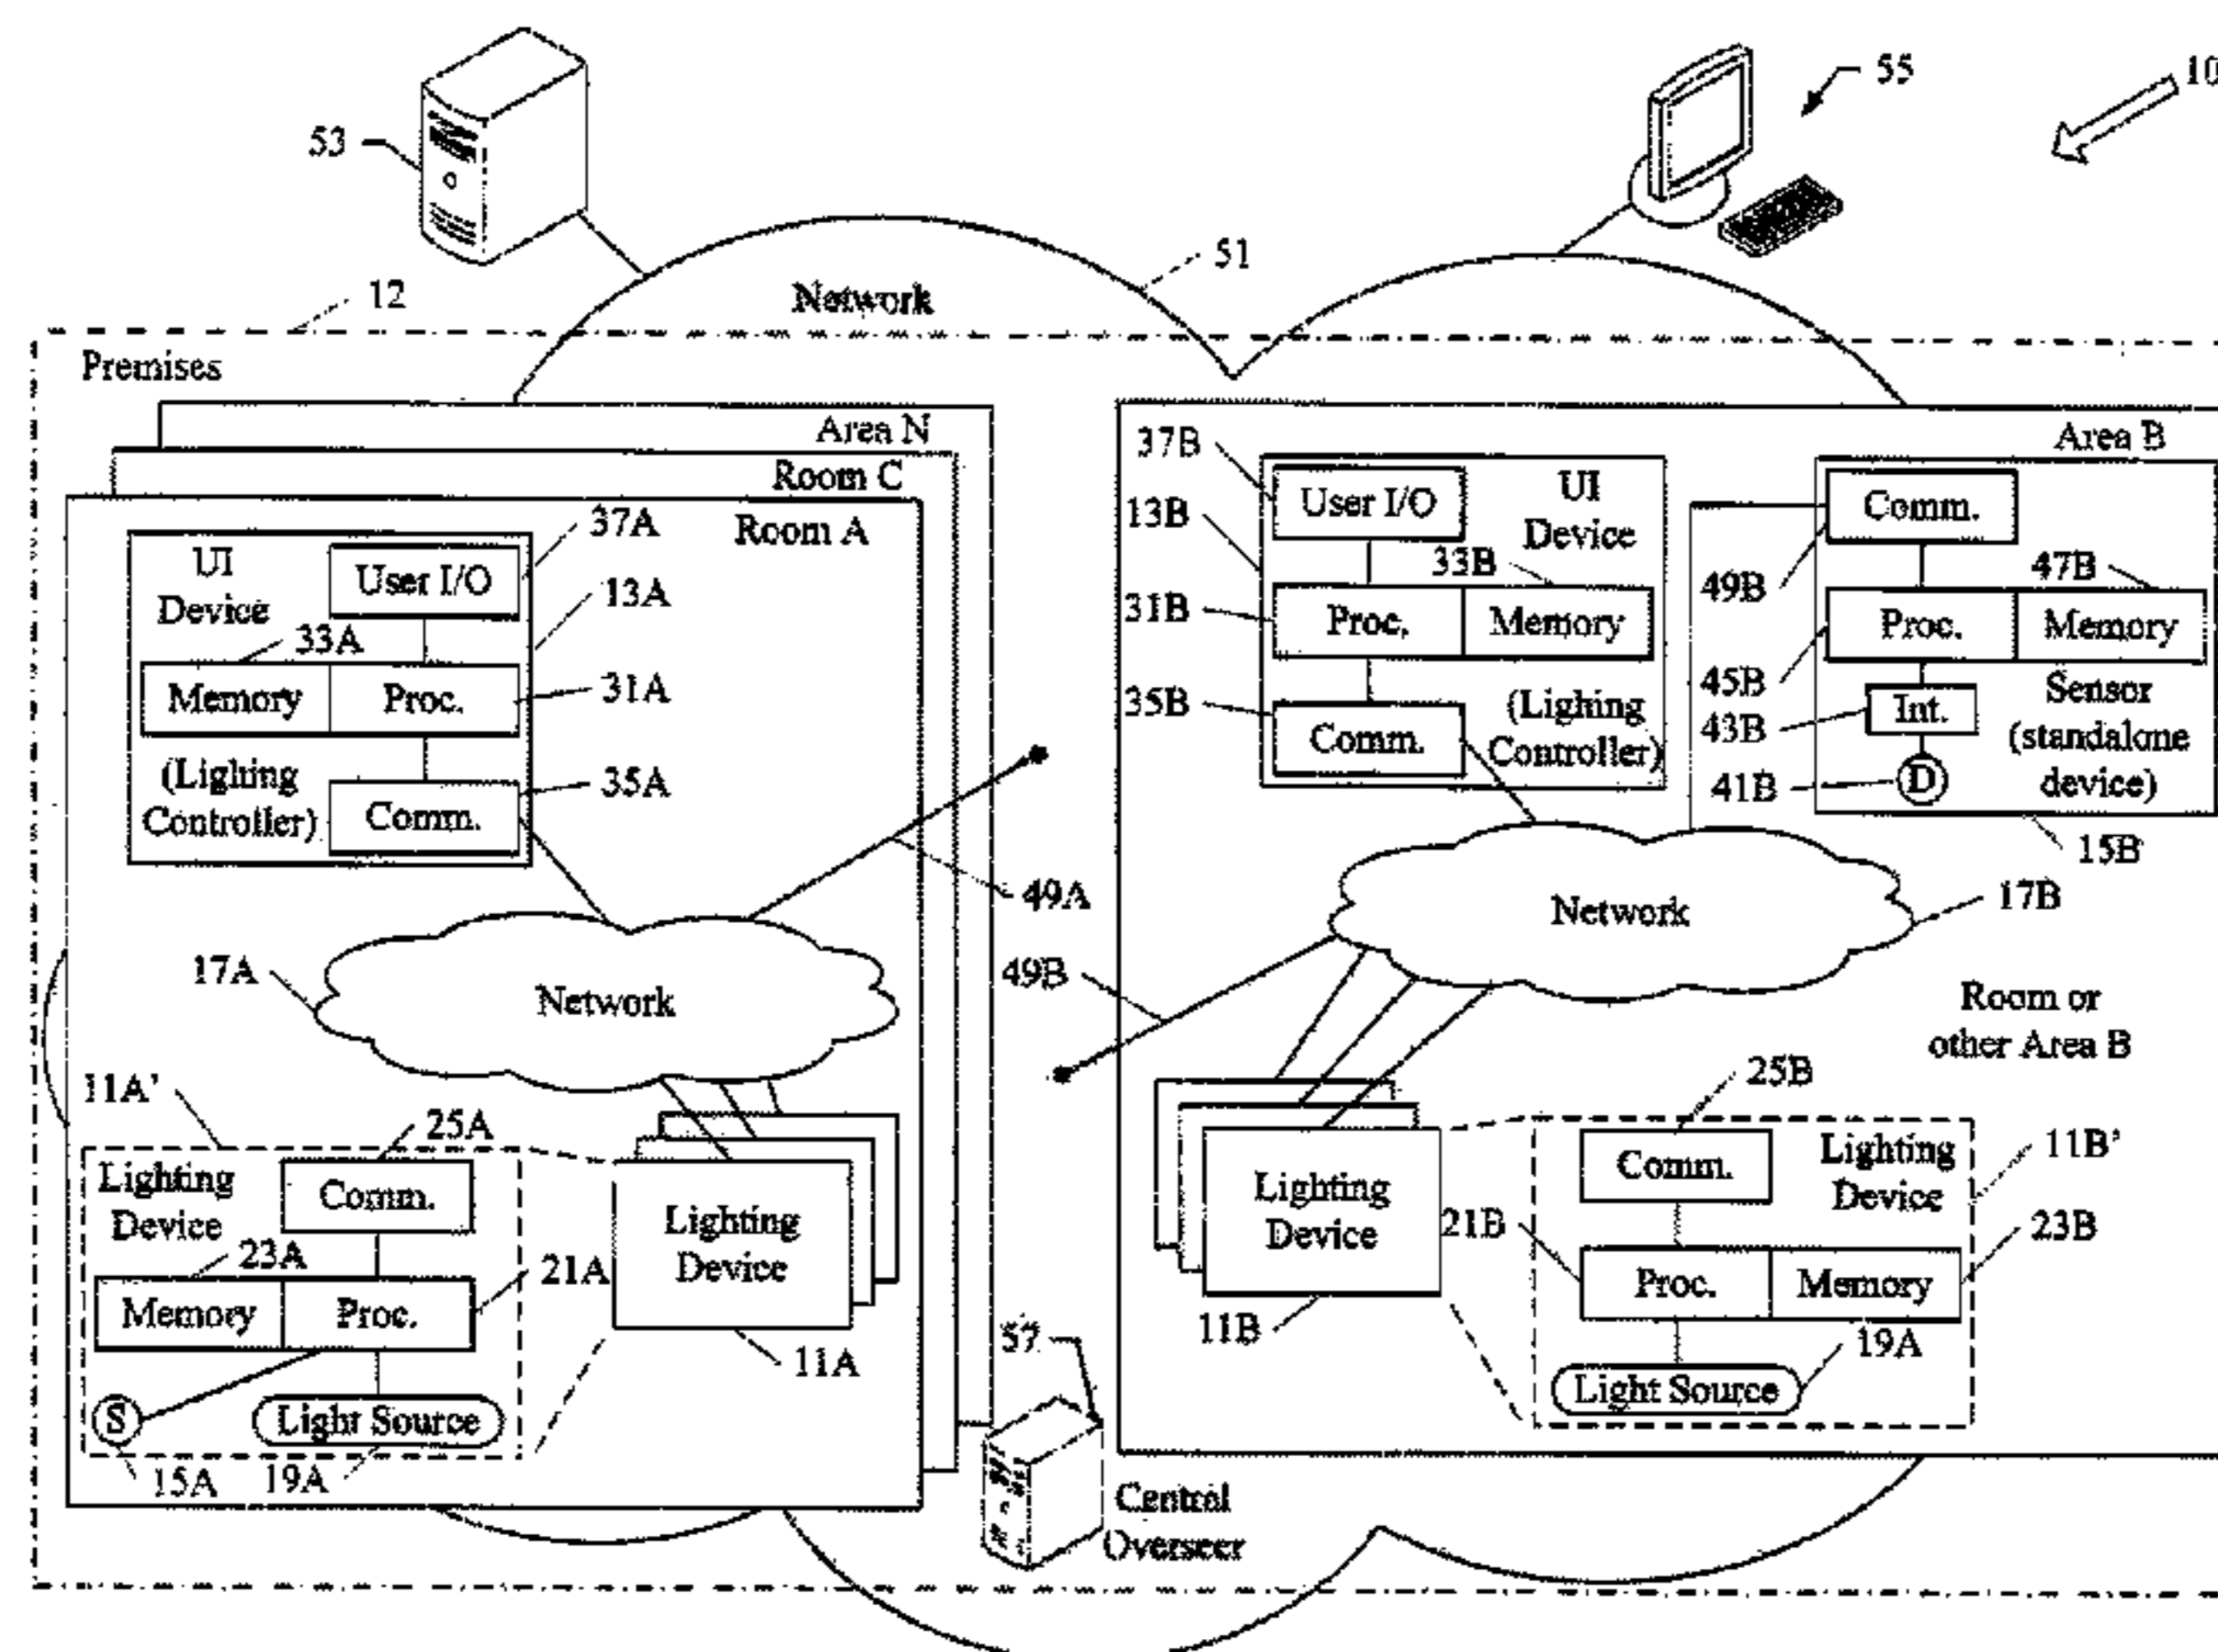 53
55
10
51
12
Network
Premises
Area N
Room C
Room A
37A
UI
Device
User I/O
13A
33A
Memory
Proc.
31A
(Lighing
Controller)
35A
Comm.
49A
17A
Network
11A’
25A
Lighting
Device
Comm.
23A
Memory
Proc.
21A
S
Light Source
15A
19A
Lighting
Device
11A
57
Central
Overseer
Area B
37B
User I/O
UI
Device
13B
33B
31B
Proc.
Memory
35B
Comm.
(Lighing
Controller)
Comm.
49B
47B
Proc.
Memory
45B
43B
Int.
Sensor
(standalone
device)
41B
D
15B
Network
17B
49B
Room or
other Area B
25B
Lighting
Device
11B
Comm.
Lighting
Device
11B’
21B
23B
Proc.
Memory
19A
Light Source